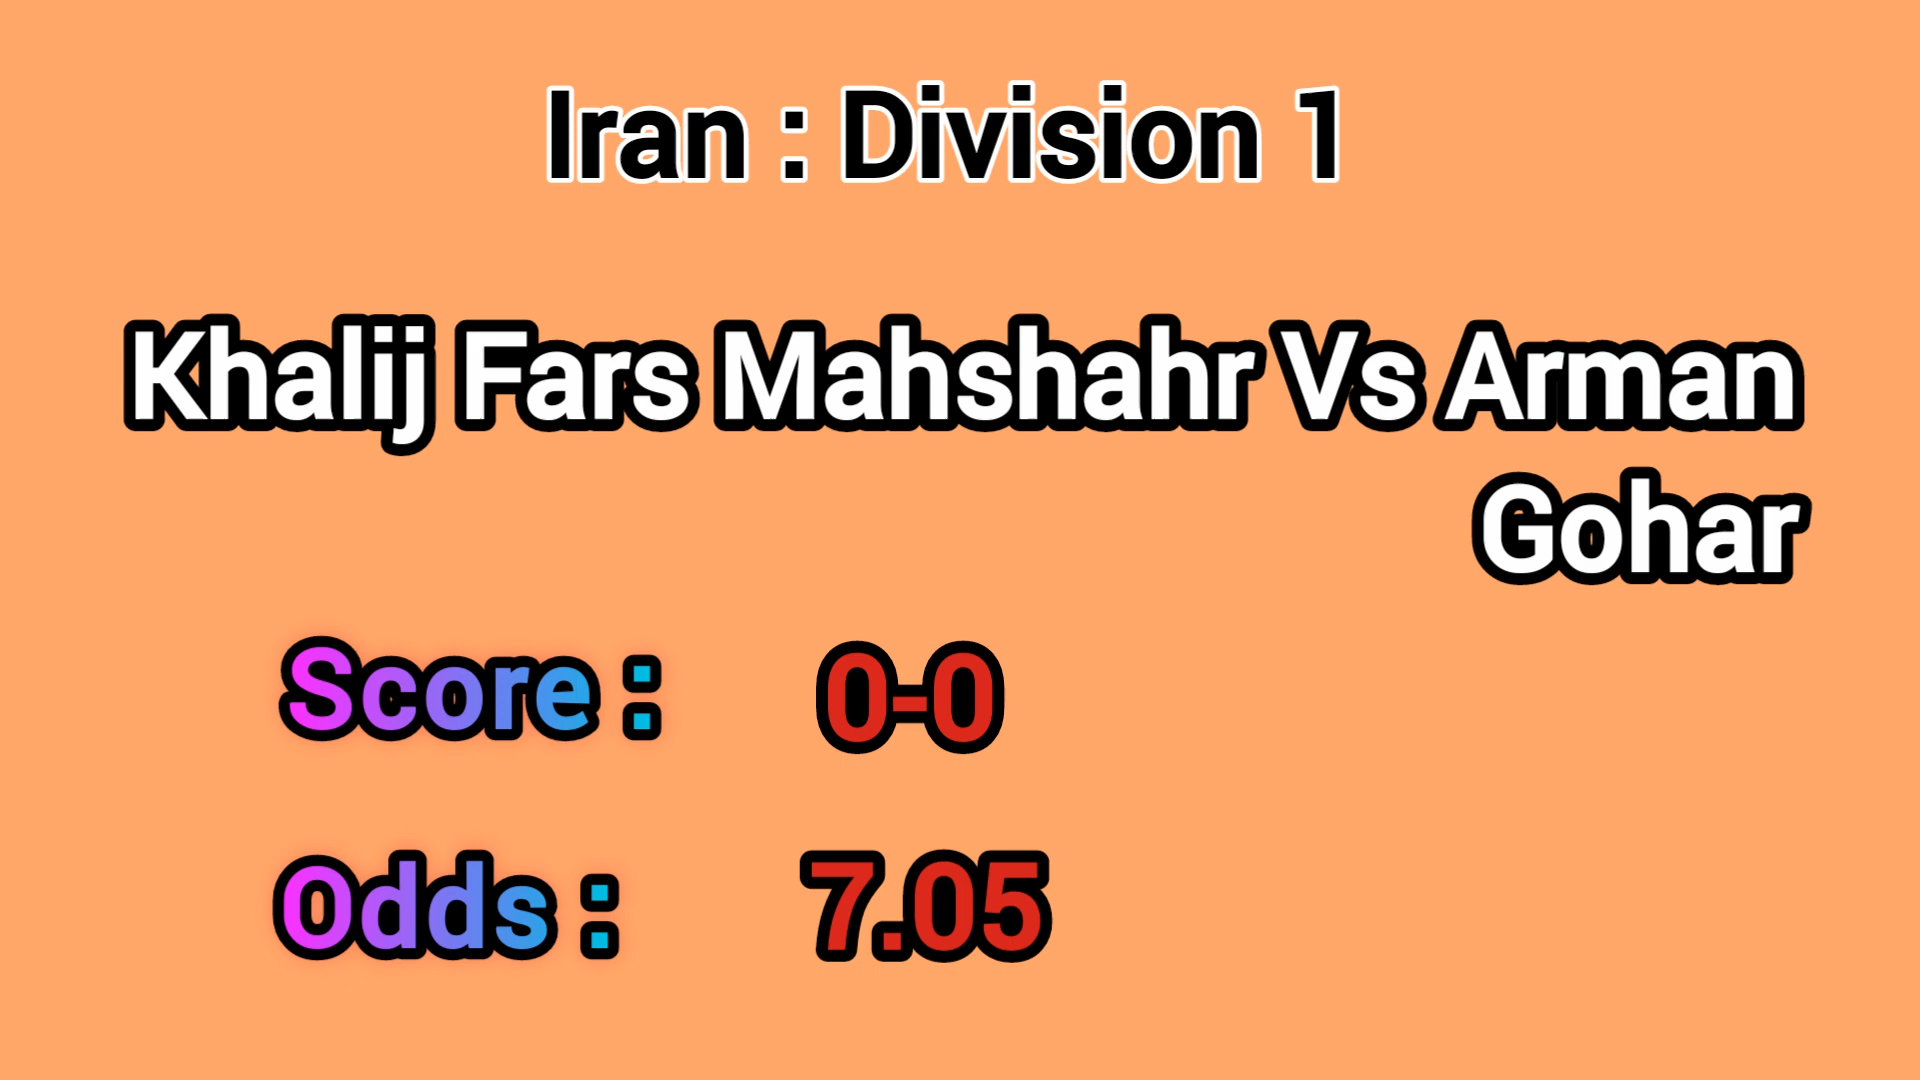 Iran : Division 1
Khalij Fars Mahshahr Vs Arman
Gohar
Score : 0-0
Odds : 7.05